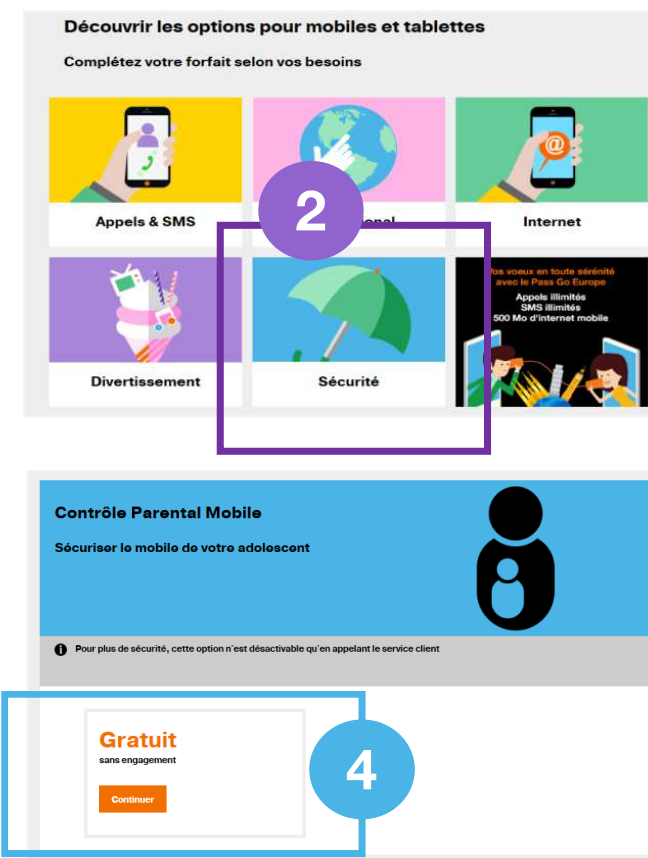 Découvrir les options pour mobiles et tablettes
Complétez votre forfait selon vos besoins
@
2
Appels & SMS
Internet
Vos voeux en toute sérénité
avec le Pass Go Europe
Appels illimités
SMS illimités
500 Mo d'internet mobile
Divertissement
Sécurité
Contrôle Parental Mobile
Sécuriser le mobile de votre adolescent
Pour plus de sécurité, cette option n'est désactivable qu'en appelant le service client
Gratuit
sans engagement
Continuer
4